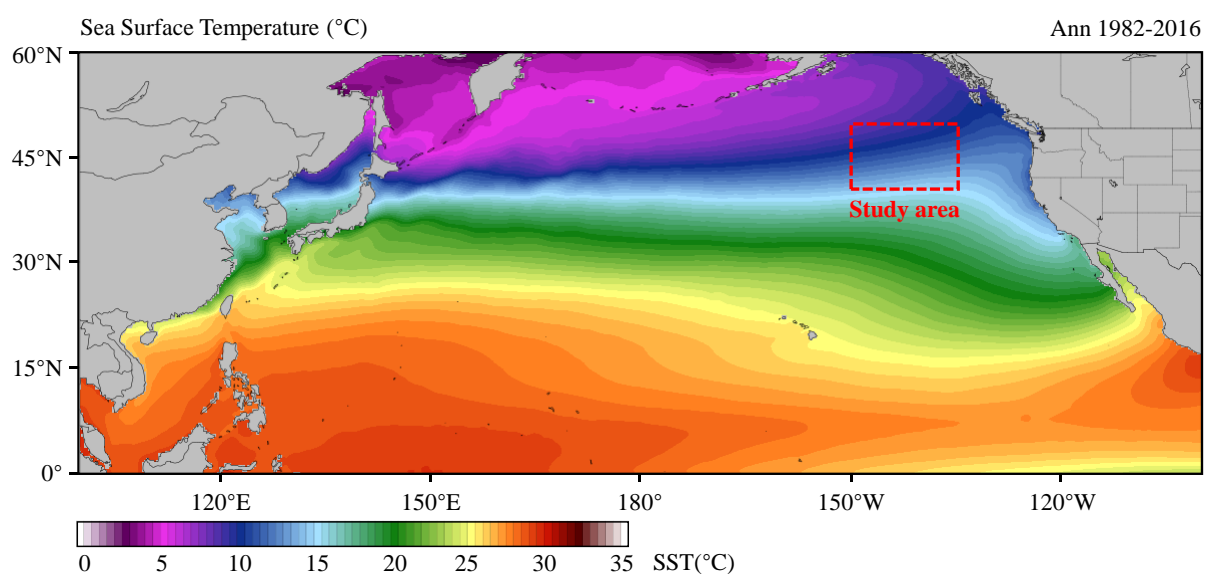 Sea Surface Temperature (°C) Ann 1982-2016
60°N
45°N
Study area
30°N
15°N
0°
120°E 150°E 180° 150°W 120°W
0 5 10 15 20 25 30 35 SST(°C)